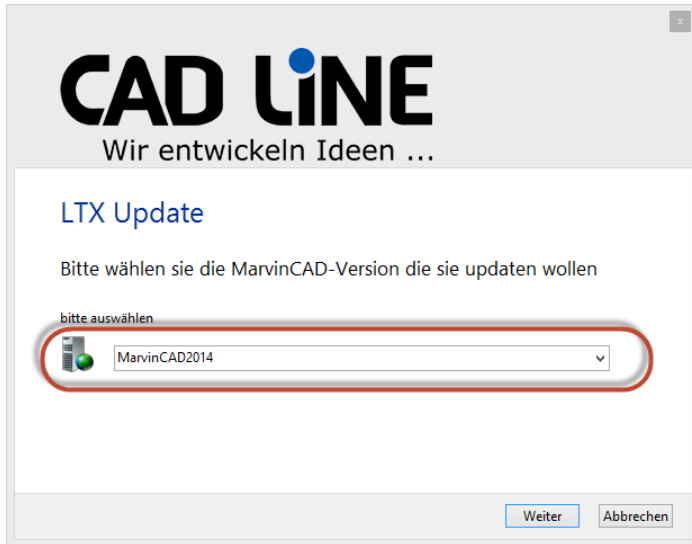 x
CAD LiNE
Wir entwickeln Ideen ...
LTX Update
Bitte wählen sie die MarvinCAD-Version die sie updaten wollen
bitte auswählen
MarvinCAD2014
Weiter Abbrechen